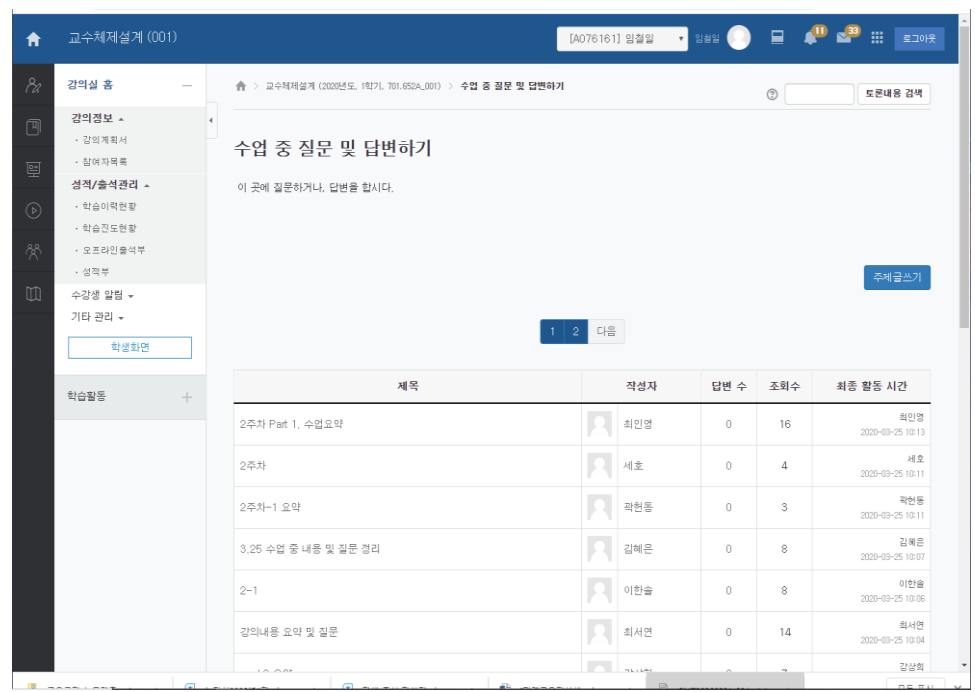 교수체제설계 (001)
[A076161] 임철일
임철일
11
33
로그아웃
강의실 홈
교수체제설계 (2020년도, 1학기, 701.652A_001) > 수업 중 질문 및 답변하기
토론내용 검색
강의정보
· 강의계획서
· 참여자목록
성적/출석관리
· 학습이력현황
· 학습진도현황
· 오프라인출석부
· 성적부
수강생 알림
기타 관리
학생화면
학습활동
수업 중 질문 및 답변하기
이 곳에 질문하거나, 답변을 합시다.
주제글쓰기
1 2 다음
제목 작성자 답변 수 조회수 최종 활동 시간
2주차 Part 1, 수업요약 최인영 0 16 최인영
2020-03-25 10:13
2주차 세호 0 4 세호
2020-03-25 10:11
2주차-1 요약 곽헌동 0 3 곽헌동
2020-03-25 10:11
3.25 수업 중 내용 및 질문 정리 김혜은 0 8 김혜은
2020-03-25 10:07
2-1 이한솔 0 8 이한솔
2020-03-25 10:06
강의내용 요약 및 질문 최서연 0 14 최서연
2020-03-25 10:04
강상희